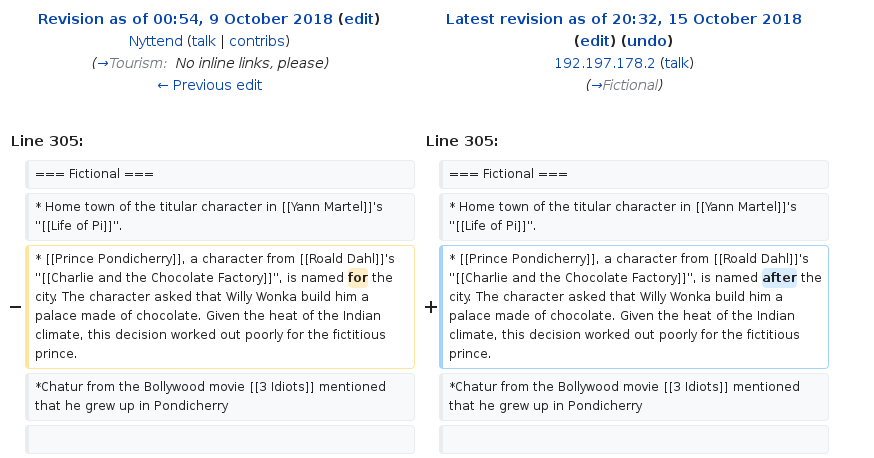 Revision as of 00:54, 9 October 2018 (edit)
Nyttend (talk | contribs)
(→Tourism: No inline links, please)
← Previous edit
Latest revision as of 20:32, 15 October 2018
(edit) (undo)
192.197.178.2 (talk)
(→Fictional)
Line 305:
Line 305:
=== Fictional ===
=== Fictional ===
* Home town of the titular character in [[Yann Martel]]'s
''[[Life of Pi]]''.
* Home town of the titular character in [[Yann Martel]]'s
''[[Life of Pi]]''.
−
* [[Prince Pondicherry]], a character from [[Roald Dahl]]'s
''[[Charlie and the Chocolate Factory]]'', is named for the
city. The character asked that Willy Wonka build him a
palace made of chocolate. Given the heat of the Indian
climate, this decision worked out poorly for the fictitious
prince.
+
* [[Prince Pondicherry]], a character from [[Roald Dahl]]'s
''[[Charlie and the Chocolate Factory]]'', is named after the
city. The character asked that Willy Wonka build him a
palace made of chocolate. Given the heat of the Indian
climate, this decision worked out poorly for the fictitious
prince.
*Chatur from the Bollywood movie [[3 Idiots]] mentioned
that he grew up in Pondicherry
*Chatur from the Bollywood movie [[3 Idiots]] mentioned
that he grew up in Pondicherry